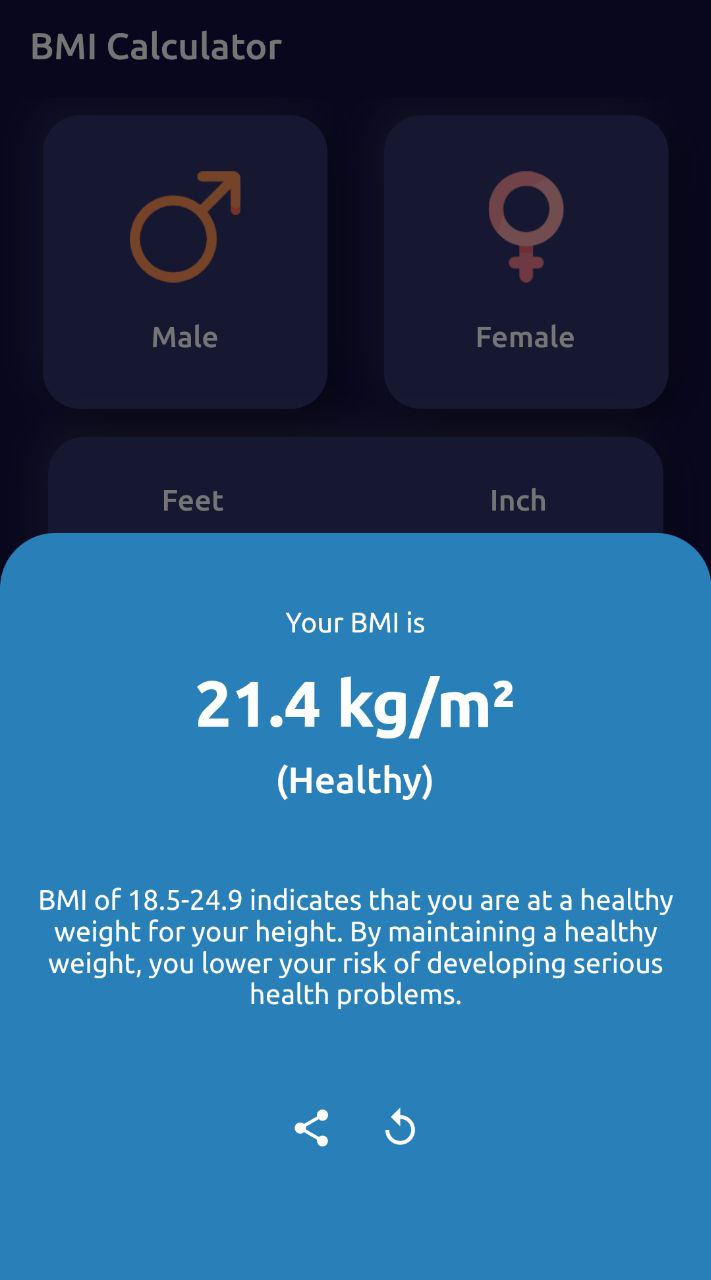 BMI Calculator
Male
Female
Feet
Inch
Your BMI is
21.4 kg/m²
(Healthy)
BMI of 18.5-24.9 indicates that you are at a healthy
weight for your height. By maintaining a healthy
weight, you lower your risk of developing serious
health problems.